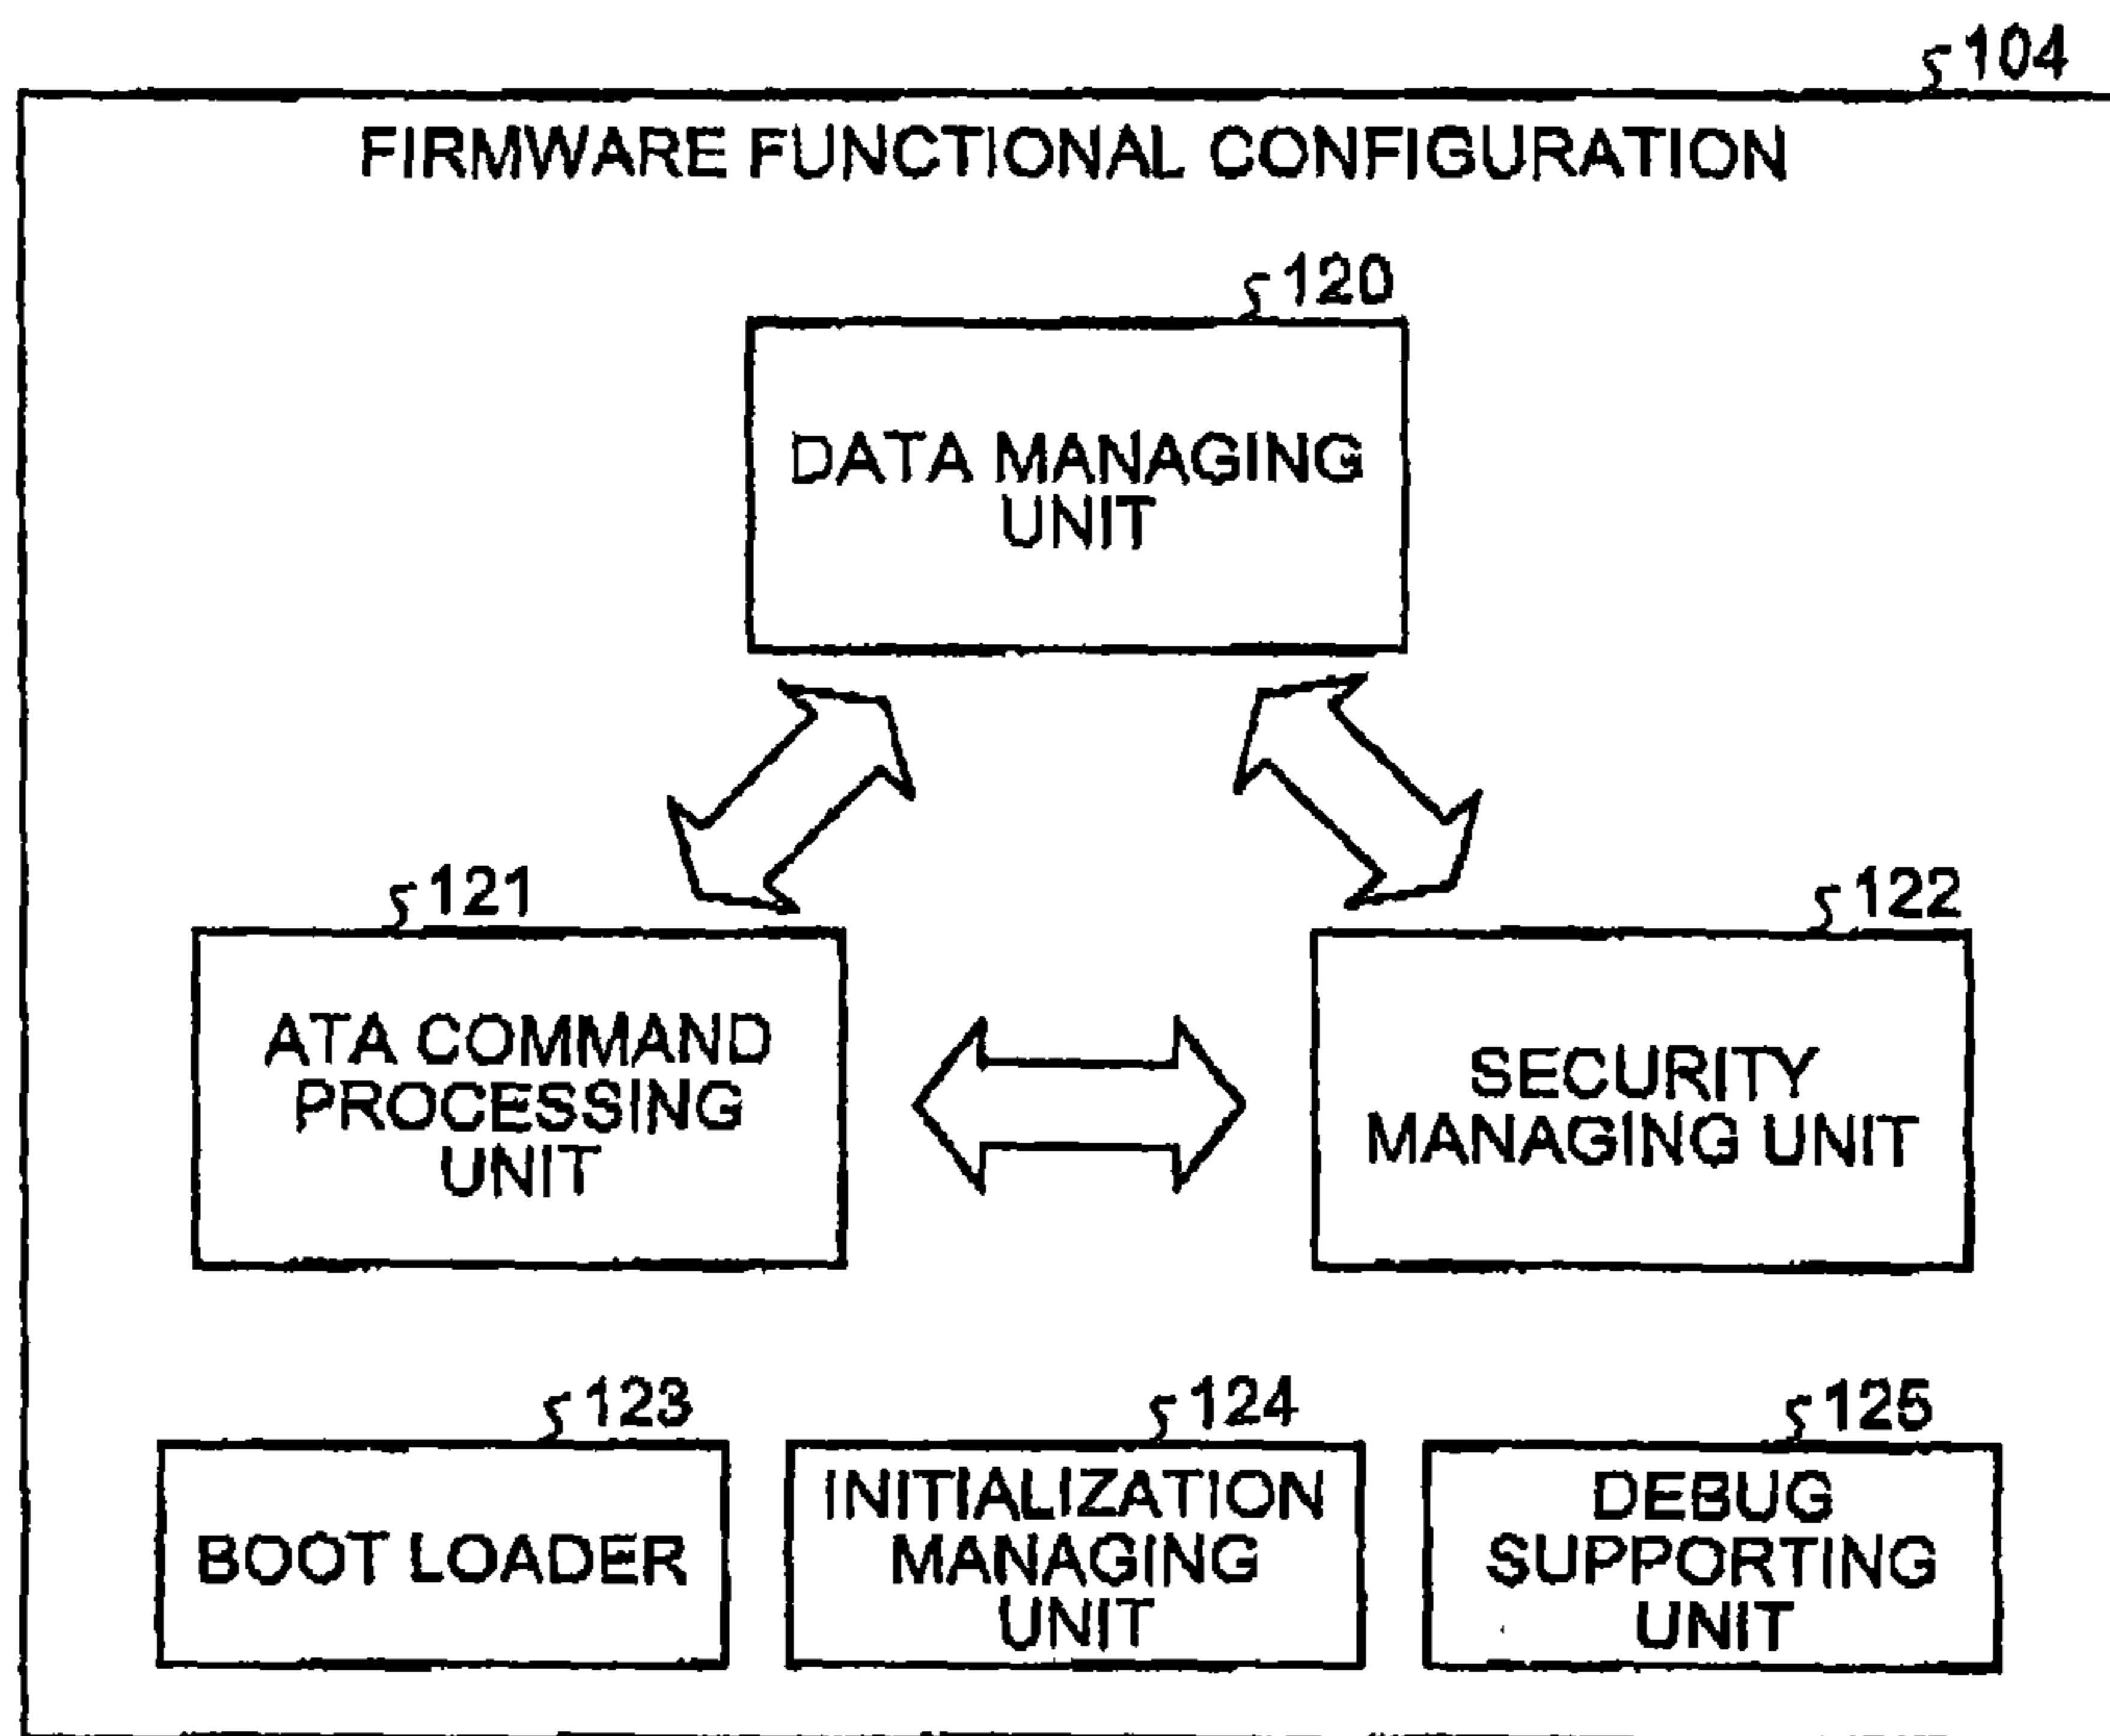 104
FIRMWARE FUNCTIONAL CONFIGURATION
120
DATA MANAGING
UNIT
121
ATA COMMAND
PROCESSING
UNIT
122
SECURITY
MANAGING UNIT
123
BOOT LOADER
124
INITIALIZATION
MANAGING
UNIT
125
DEBUG
SUPPORTING
UNIT